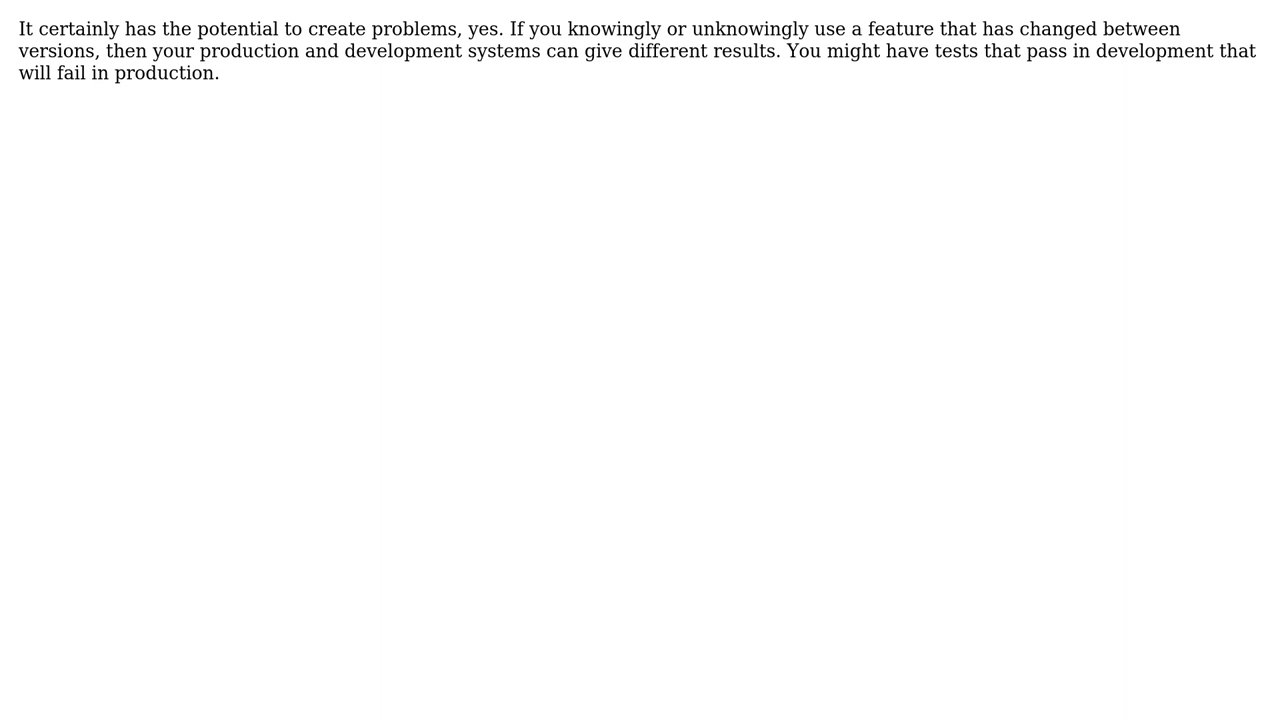 It certainly has the potential to create problems, yes. If you knowingly or unknowingly use a feature that has changed between
versions, then your production and development systems can give different results. You might have tests that pass in development that
will fail in production.